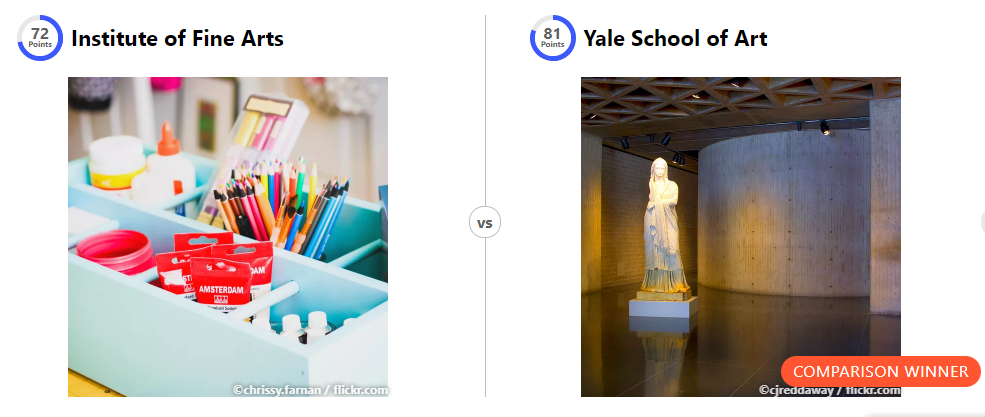 72
Points
Institute of Fine Arts
81
Points
Yale School of Art
vs
AMSTERDAM
©chrissy.farnan / flickr.com
COMPARISON WINNER
©cjreddaway / flickr.com